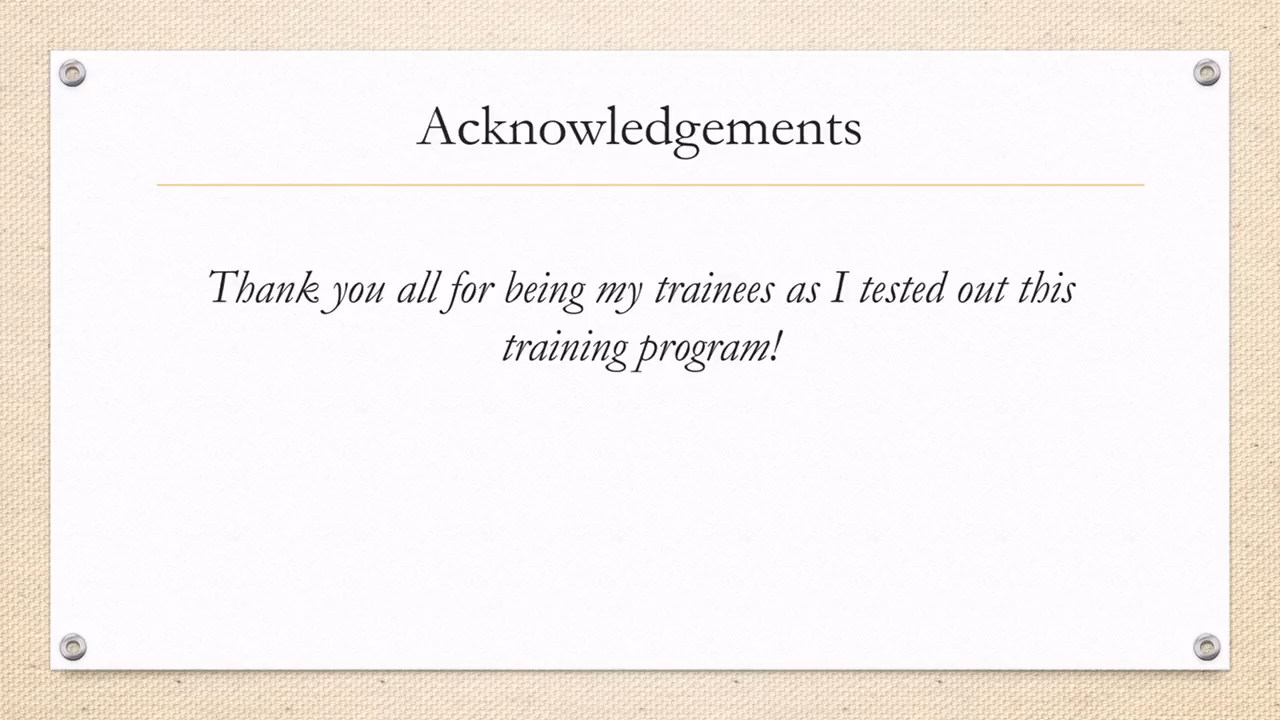 Acknowledgements
Thank you all for being my trainees as I tested out this
training program!